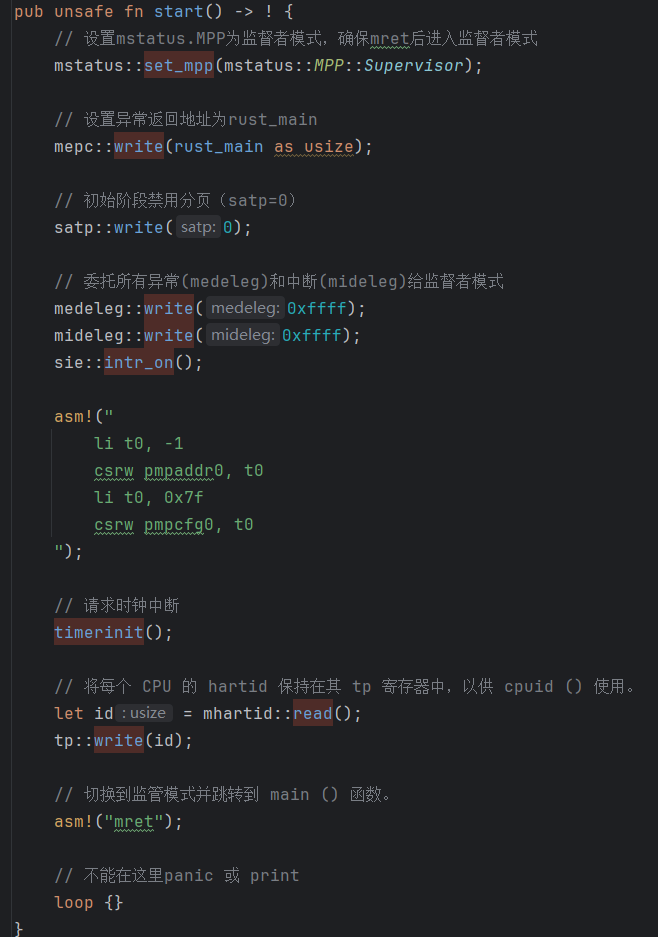 pub unsafe fn start() -> ! {
    // 设置mstatus.MPP为监督者模式，确保mret后进入监督者模式
    mstatus::set_mpp(mstatus::MPP::Supervisor);

    // 设置异常返回地址为rust_main
    mepc::write(rust_main as usize);

    // 初始阶段禁用分页（satp=0）
    satp::write( satp: 0);

    // 委托所有异常(medeleg)和中断(mideleg)给监督者模式
    medeleg::write( medeleg: 0xffff);
    mideleg::write( mideleg: 0xffff);
    sie::intr_on();

    asm!("
        li t0, -1
        csrw pmpaddr0, t0
        li t0, 0x7f
        csrw pmpcfg0, t0
    ");

    // 请求时钟中断
    timerinit();

    // 将每个 CPU 的 hartid 保持在其 tp 寄存器中，以供 cpuid () 使用。
    let id : usize = mhartid::read();
    tp::write(id);

    // 切换到监管模式并跳转到 main () 函数。
    asm!("mret");

    // 不能在这里panic 或 print
    loop {}
}